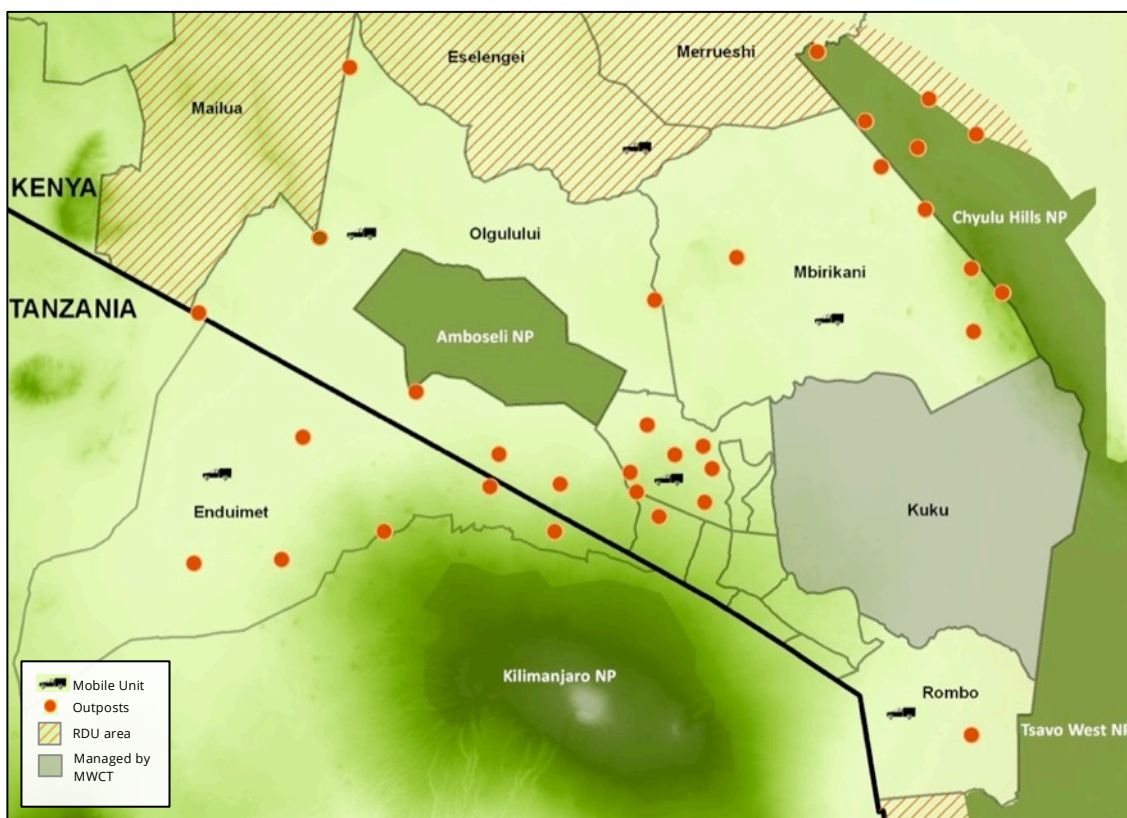 Merrueshi
Eselengei
Mailua
KENYA
Chyulu Hills NP
Olgulului
Mbirikani
TANZANIA
Amboseli NP
Enduimet
Kuku
Kilimanjaro NP
Rombo
Tsavo West NP
Mobile Unit
Outposts
RDU area
Managed by
MWCT